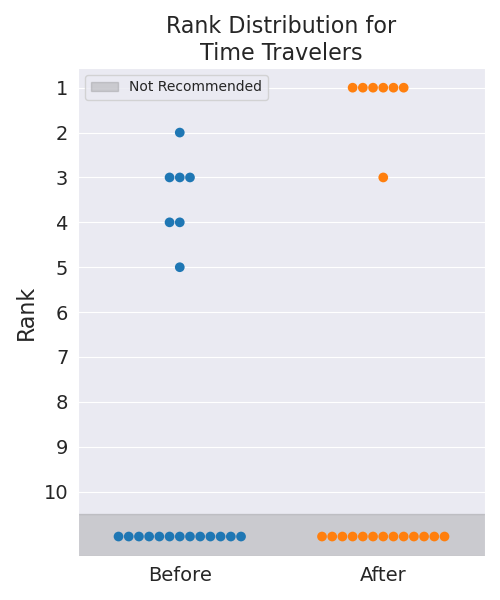 Rank Distribution for
Time Travelers
Not Recommended
1
2
3
4
5
6
7
8
9
10
Rank
Before
After